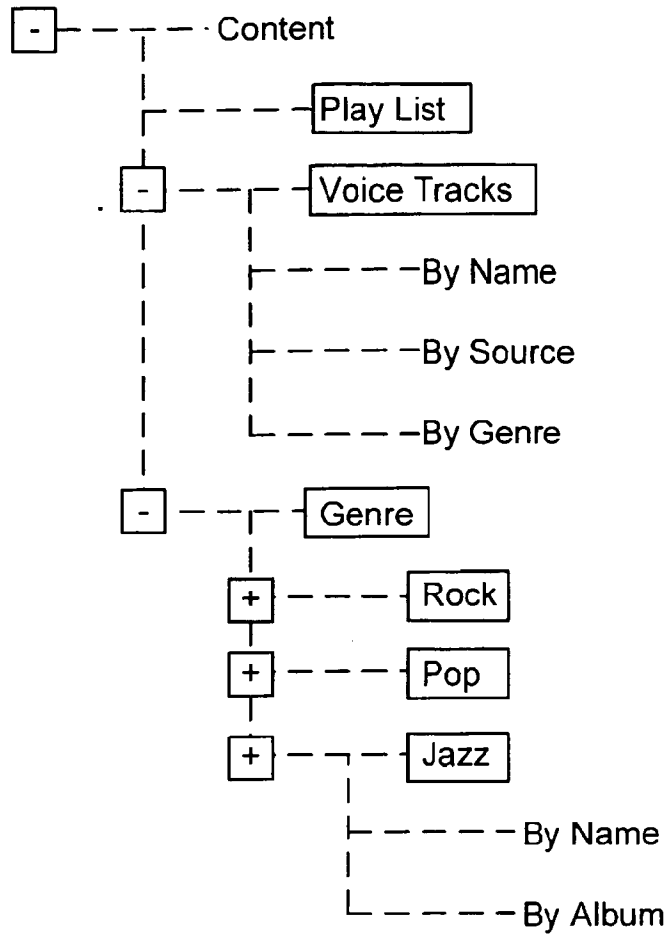 - Content
Play List
- Voice Tracks
By Name
By Source
By Genre
- Genre
+ Rock
+ Pop
+ Jazz
By Name
By Album